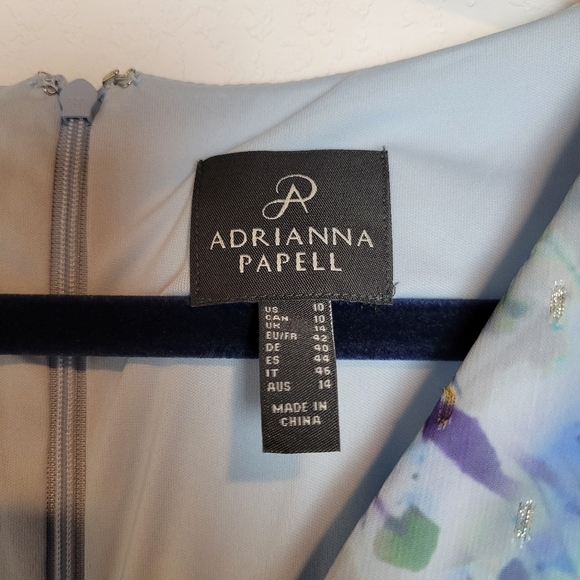 ADRIANNA
PAPELL
US 10
CAN 10
UK 14
EU/FR 42
DE 40
ES 44
IT 46
AUS 14
MADE IN
CHINA